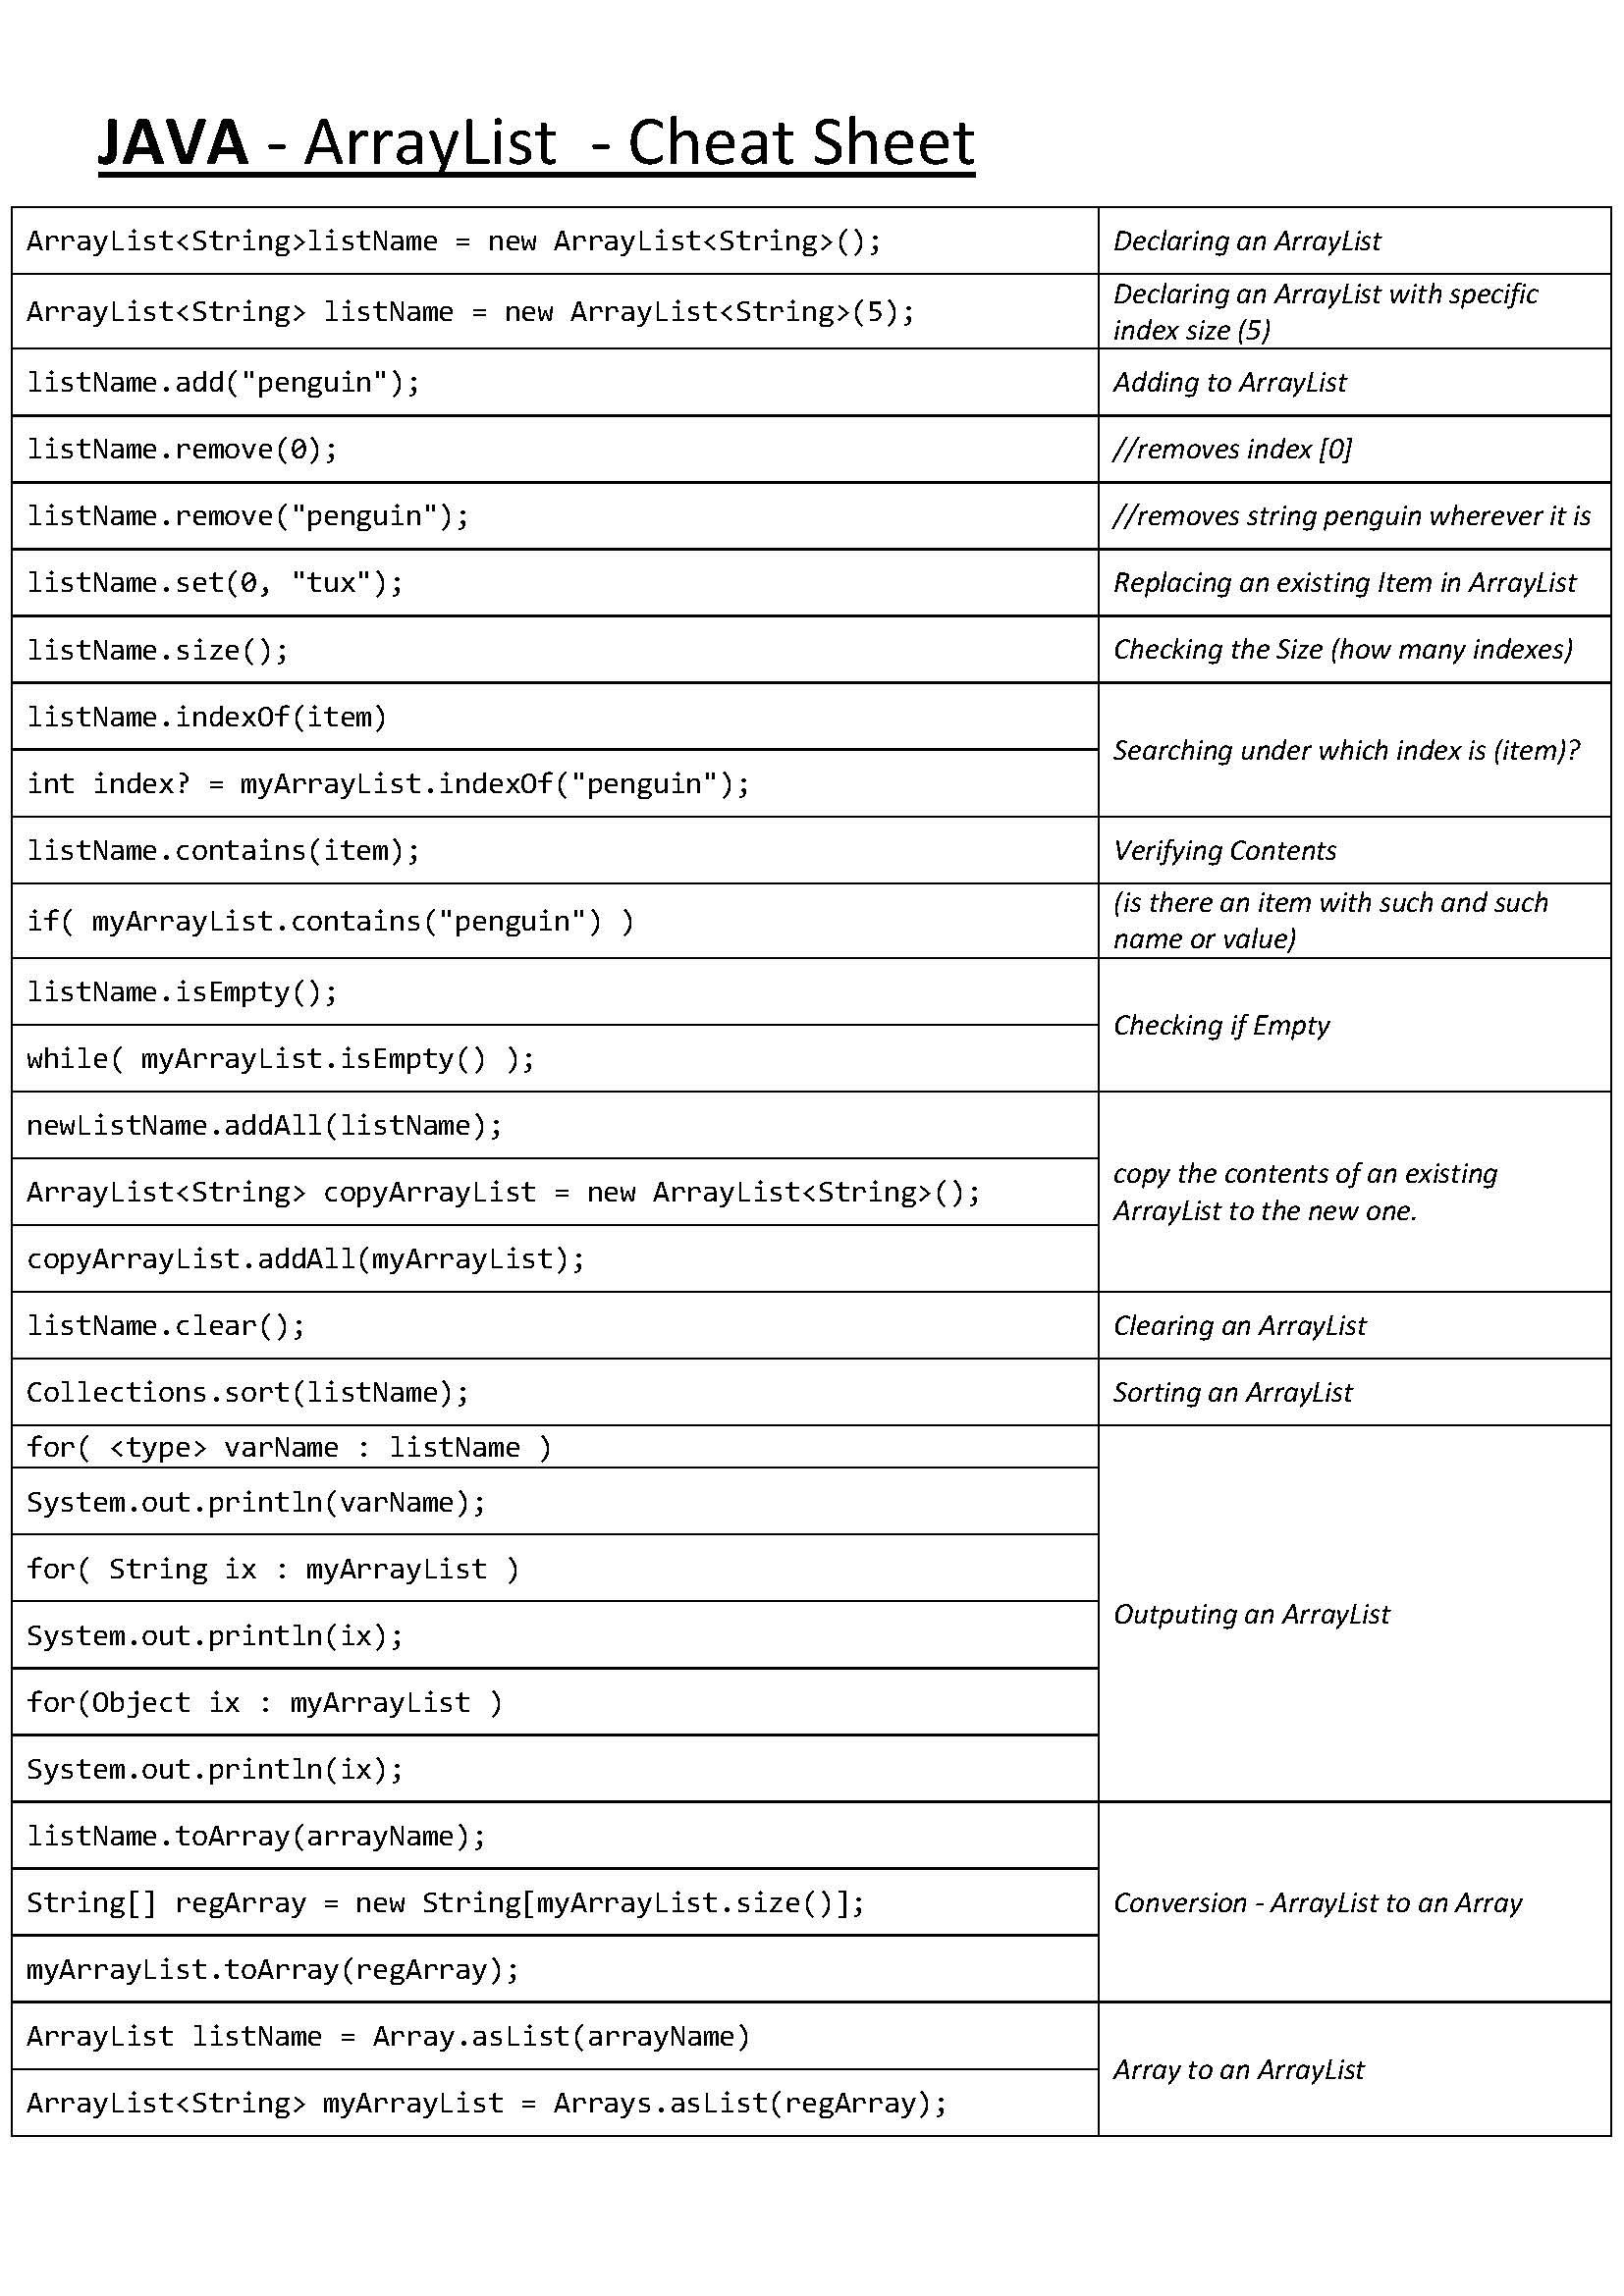 JAVA - ArrayList - Cheat Sheet
ArrayList<String>listName = new ArrayList<String>();
Declaring an ArrayList
ArrayList<String> listName = new ArrayList<String>(5);
Declaring an ArrayList with specific
index size (5)
listName.add("penguin");
Adding to ArrayList
listName.remove(0);
//removes index [0]
listName.remove("penguin");
//removes string penguin wherever it is
listName.set(0, "tux");
Replacing an existing Item in ArrayList
listName.size();
Checking the Size (how many indexes)
listName.indexOf(item)
int index? = myArrayList.indexOf("penguin");
Searching under which index is (item)?
listName.contains(item);
Verifying Contents
if( myArrayList.contains("penguin") )
(is there an item with such and such
name or value)
listName.isEmpty();
while( myArrayList.isEmpty() );
Checking if Empty
newListName.addAll(listName);
ArrayList<String> copyArrayList = new ArrayList<String>();
copyArrayList.addAll(myArrayList);
copy the contents of an existing
ArrayList to the new one.
listName.clear();
Clearing an ArrayList
Collections.sort(listName);
Sorting an ArrayList
for( <type> varName : listName )
System.out.println(varName);
for( String ix : myArrayList )
System.out.println(ix);
for(Object ix : myArrayList )
System.out.println(ix);
Outputing an ArrayList
listName.toArray(arrayName);
String[] regArray = new String[myArrayList.size()];
myArrayList.toArray(regArray);
Conversion - ArrayList to an Array
ArrayList listName = Array.asList(arrayName)
ArrayList<String> myArrayList = Arrays.asList(regArray);
Array to an ArrayList